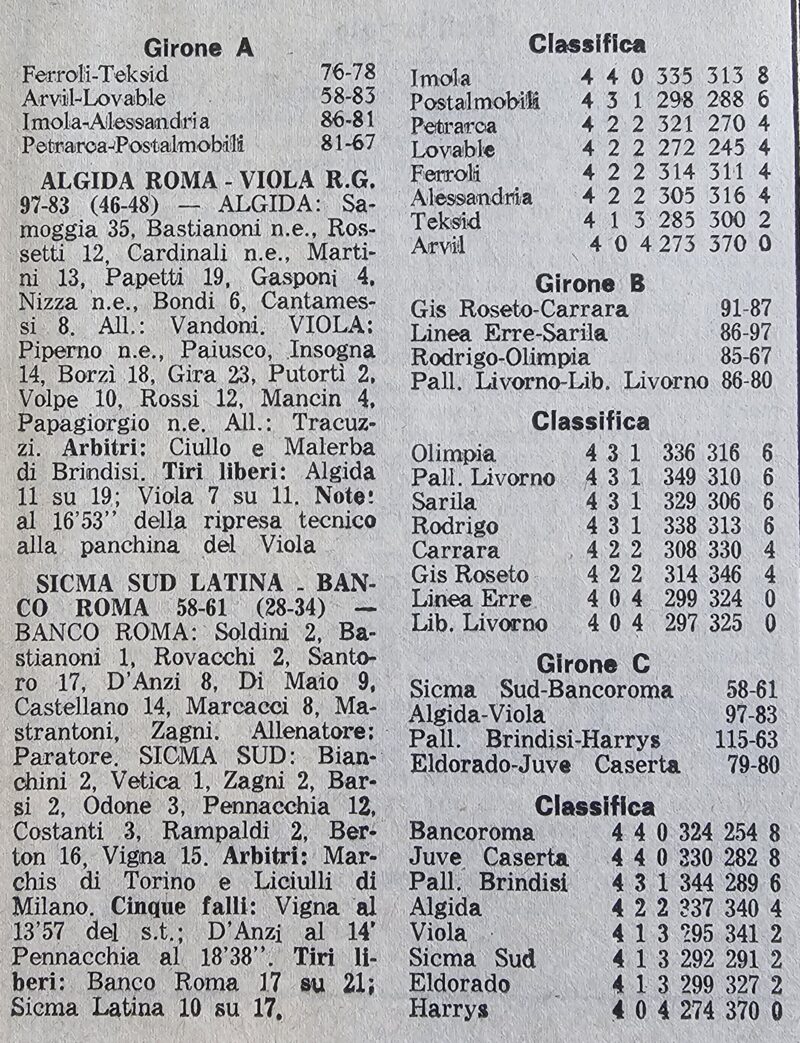 Girone A
Ferroli-Teksid 76-78
Arvil-Lovable 58-83
Imola-Alessandria 86-81
Petrarca-Postalmobili 81-67
ALGIDA ROMA - VIOLA R.G.
97-83 (46-48) — ALGIDA: Sa-
moggia 35, Bastianoni n.e., Ros-
setti 12, Cardinali n.e., Marti-
ni 13, Papetti 19, Gasponi 4,
Nizza n.e., Bondi 6, Cantames-
si 8. All.: Vandoni. VIOLA:
Piperno n.e., Paiusco, Insogna
14, Borzì 18, Gira 23, Putortì 2,
Volpe 10, Rossi 12, Mancin 4,
Papagiorgio n.e. All.: Tracuz-
zi. Arbitri: Ciullo e Malerba
di Brindisi. Tiri liberi: Algida
11 su 19; Viola 7 su 11. Note:
al 16'53'' della ripresa tecnico
alla panchina del Viola
SICMA SUD LATINA - BAN-
CO ROMA 58-61 (28-34) —
BANCO ROMA: Soldini 2, Ba-
stianoni 1, Rovacchi 2, Santo-
ro 17, D'Anzi 8, Di Maio 9,
Castellano 14, Marcacci 8, Ma-
strantoni, Zagni. Allenatore:
Paratore. SICMA SUD: Bian-
chini 2, Vetica 1, Zagni 2, Bar-
si 2, Odone 3, Pennacchia 12,
Costanti 3, Rampaldi 2, Ber-
ton 16, Vigna 15. Arbitri: Mar-
chis di Torino e Liciulli di
Milano. Cinque falli: Vigna al
13'57 del s.t.; D'Anzi al 14'
Pennacchia al 18'38''. Tiri li-
beri: Banco Roma 17 su 21;
Sicma Latina 10 su 17.
Classifica
Imola 4 4 0 335 313 8
Postalmobili 4 3 1 298 288 6
Petrarca 4 2 2 321 270 4
Lovable 4 2 2 272 245 4
Ferroli 4 2 2 314 311 4
Alessandria 4 2 2 305 316 4
Teksid 4 1 3 285 300 2
Arvil 4 0 4 273 370 0
Girone B
Gis Roseto-Carrara 91-87
Linea Erre-Sarila 86-97
Rodrigo-Olimpia 85-67
Pall. Livorno-Lib. Livorno 86-80
Classifica
Olimpia 4 3 1 336 316 6
Pall. Livorno 4 3 1 349 310 6
Sarila 4 3 1 329 306 6
Rodrigo 4 3 1 338 313 6
Carrara 4 2 2 308 330 4
Gis Roseto 4 2 2 314 346 4
Linea Erre 4 0 4 299 324 0
Lib. Livorno 4 0 4 297 325 0
Girone C
Sicma Sud-Bancoroma 58-61
Algida-Viola 97-83
Pall. Brindisi-Harrys 115-63
Eldorado-Juve Caserta 79-80
Classifica
Bancoroma 4 4 0 324 254 8
Juve Caserta 4 4 0 330 282 8
Pall. Brindisi 4 3 1 344 289 6
Algida 4 2 2 337 340 4
Viola 4 1 3 295 341 2
Sicma Sud 4 1 3 292 291 2
Eldorado 4 1 3 299 327 2
Harrys 4 0 4 274 370 0